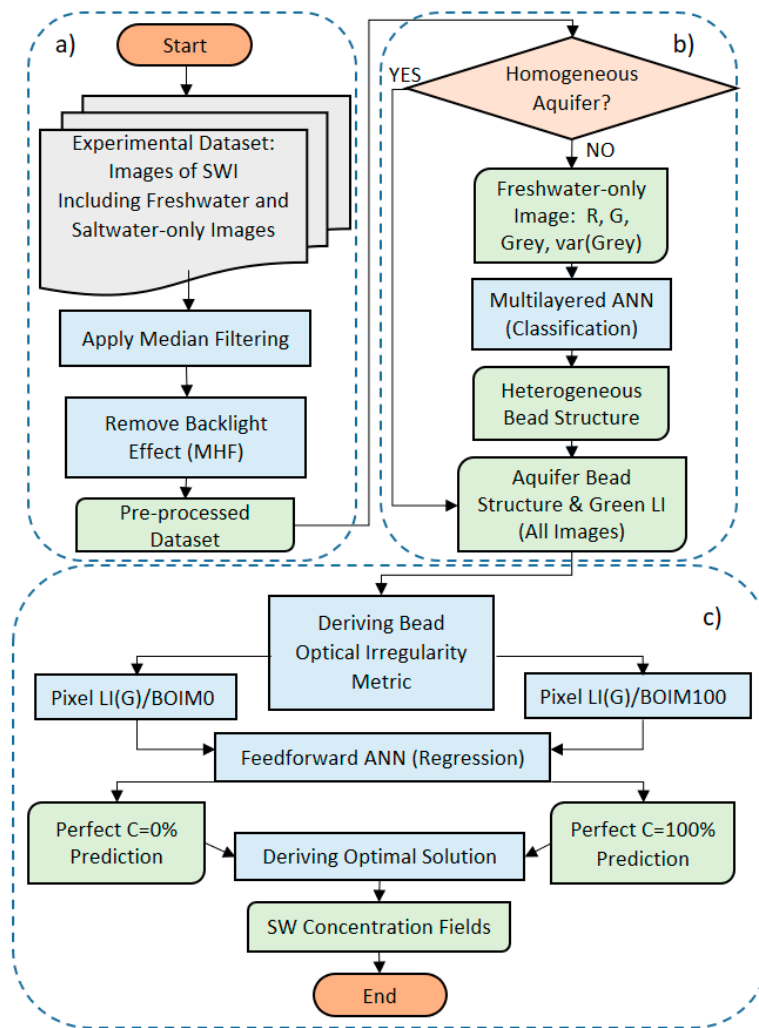 a)
Start
Experimental Dataset:
Images of SWI
Including Freshwater and
Saltwater-only Images
Apply Median Filtering
Remove Backlight
Effect (MHF)
Pre-processed
Dataset
b)
Homogeneous
Aquifer?
YES
NO
Freshwater-only
Image:  R, G,
Grey, var(Grey)
Multilayered ANN
(Classification)
Heterogeneous
Bead Structure
Aquifer Bead
Structure & Green LI
(All Images)
c)
Deriving Bead
Optical Irregularity
Metric
Pixel LI(G)/BOIM0
Pixel LI(G)/BOIM100
Feedforward ANN (Regression)
Perfect C=0%
Prediction
Perfect C=100%
Prediction
Deriving Optimal Solution
SW Concentration Fields
End